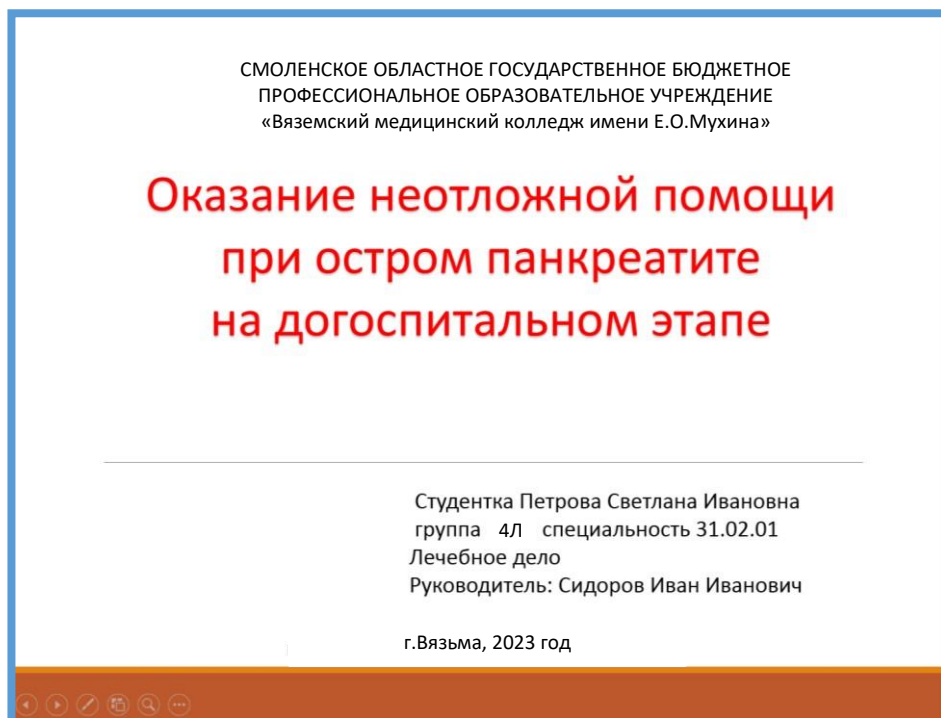 СМОЛЕНСКОЕ ОБЛАСТНОЕ ГОСУДАРСТВЕННОЕ БЮДЖЕТНОЕ
ПРОФЕССИОНАЛЬНОЕ ОБРАЗОВАТЕЛЬНОЕ УЧРЕЖДЕНИЕ
«Вяземский медицинский колледж имени Е.О.Мухина»
Оказание неотложной помощи
при остром панкреатите
на догоспитальном этапе
Студентка Петрова Светлана Ивановна
группа 4Л специальность 31.02.01
Лечебное дело
Руководитель: Сидоров Иван Иванович
г.Вязьма, 2023 год